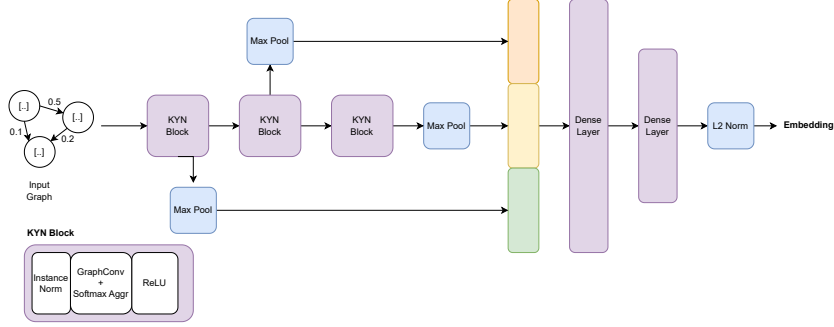 Max Pool
[..]
0.5
[..]
0.1
0.2
[..]
Input
Graph
KYN
Block
KYN
Block
KYN
Block
Max Pool
Dense
Layer
Dense
Layer
L2 Norm
Embedding
Max Pool
KYN Block
Instance
Norm
GraphConv
+
Softmax Aggr
ReLU